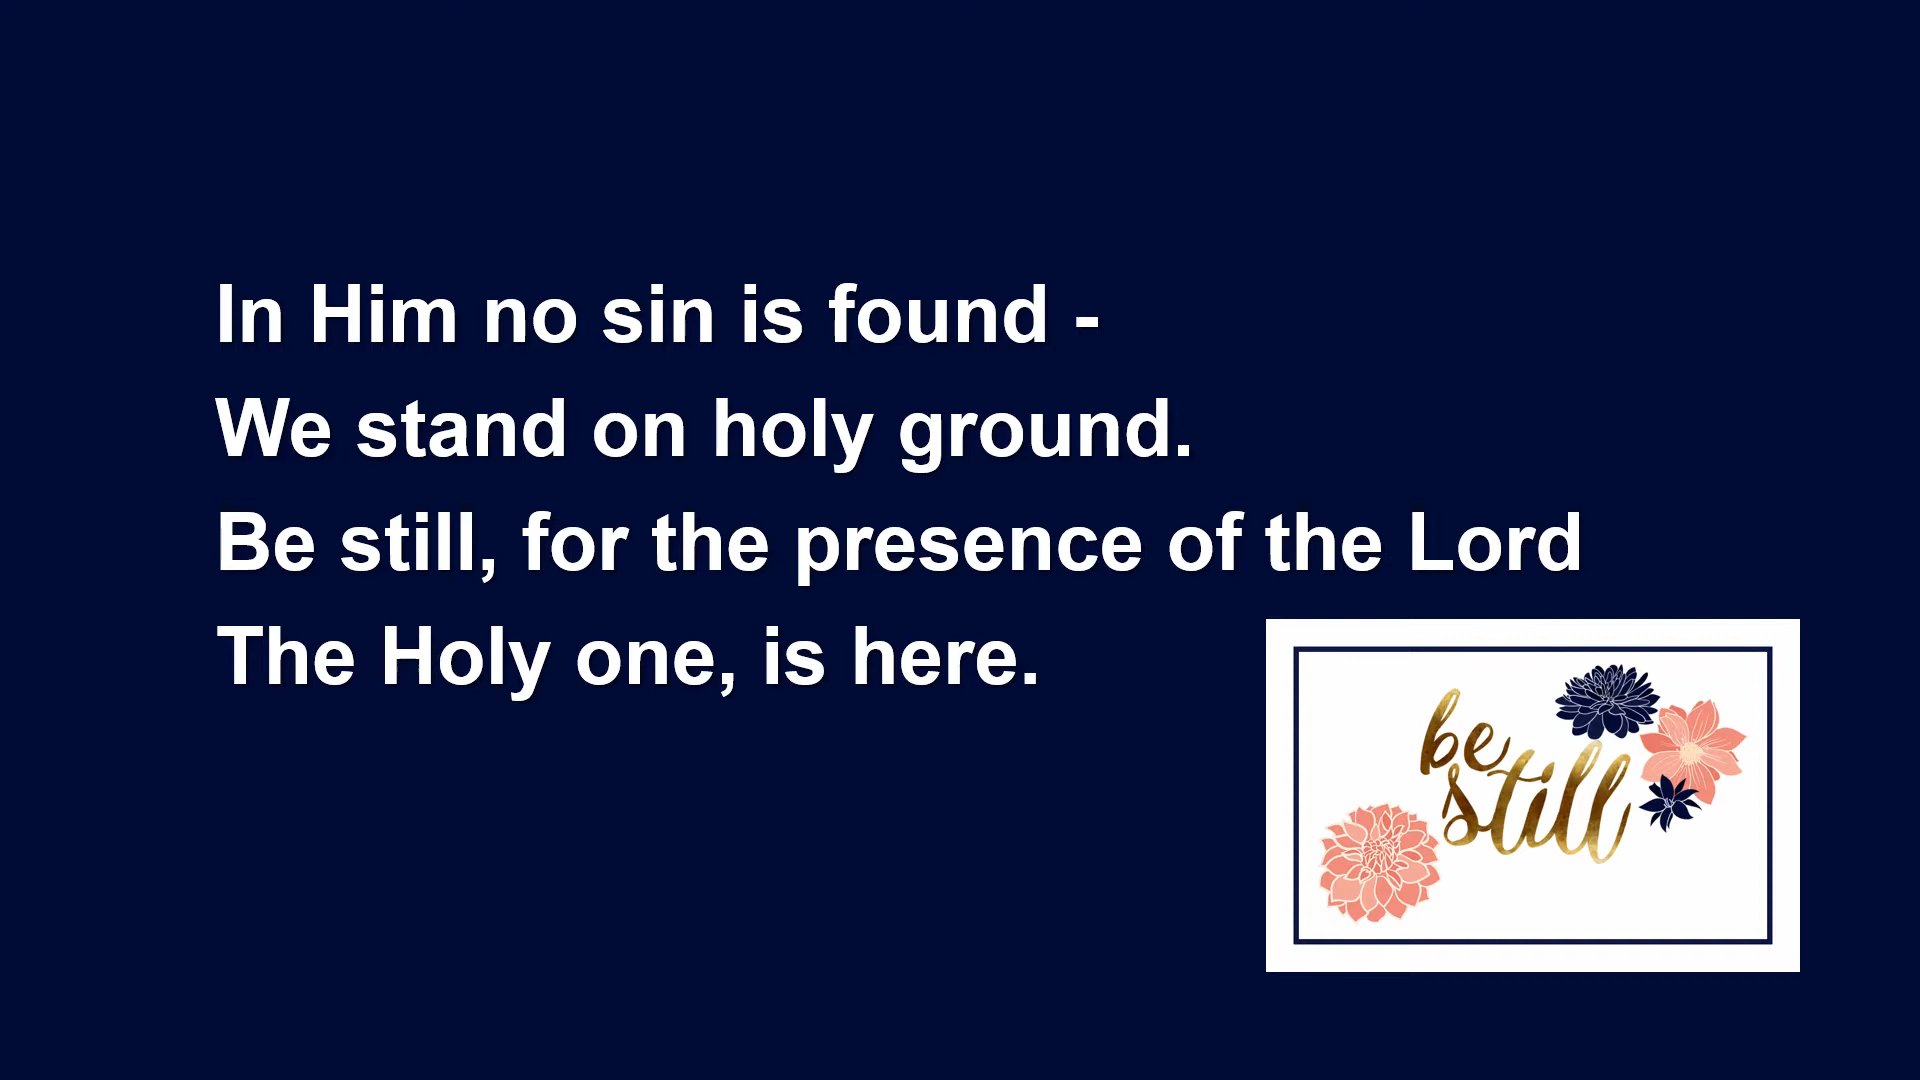 In Him no sin is found -
We stand on holy ground.
Be still, for the presence of the Lord
The Holy one, is here.
be
still